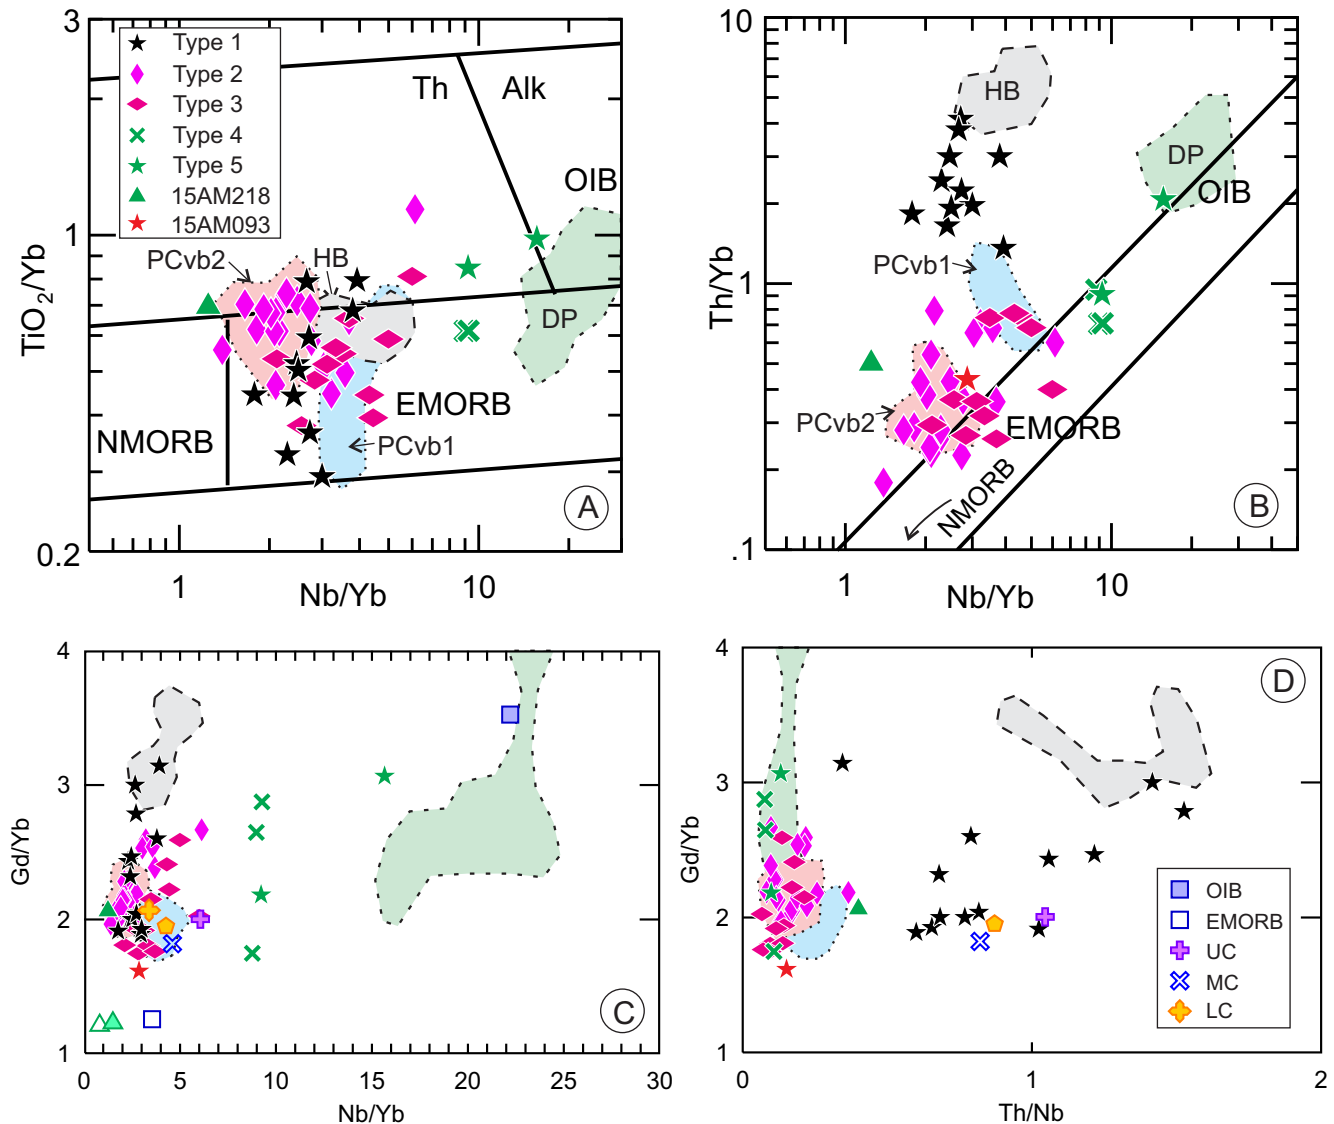 3
Type 1
Type 2
Type 3
Type 4
Type 5
15AM218
15AM093
Th
Alk
OIB
PCvb2
HB
DP
EMORB
NMORB
PCvb1
A
1
0.2
TiO2/Yb
1
10
Nb/Yb
10
HB
DP
OIB
PCvb1
PCvb2
EMORB
NMORB
B
1
.1
Th/Yb
1
10
Nb/Yb
4
3
2
1
Gd/Yb
C
0
5
10
15
20
25
30
Nb/Yb
4
3
2
1
Gd/Yb
D
OIB
EMORB
UC
MC
LC
0
1
2
Th/Nb